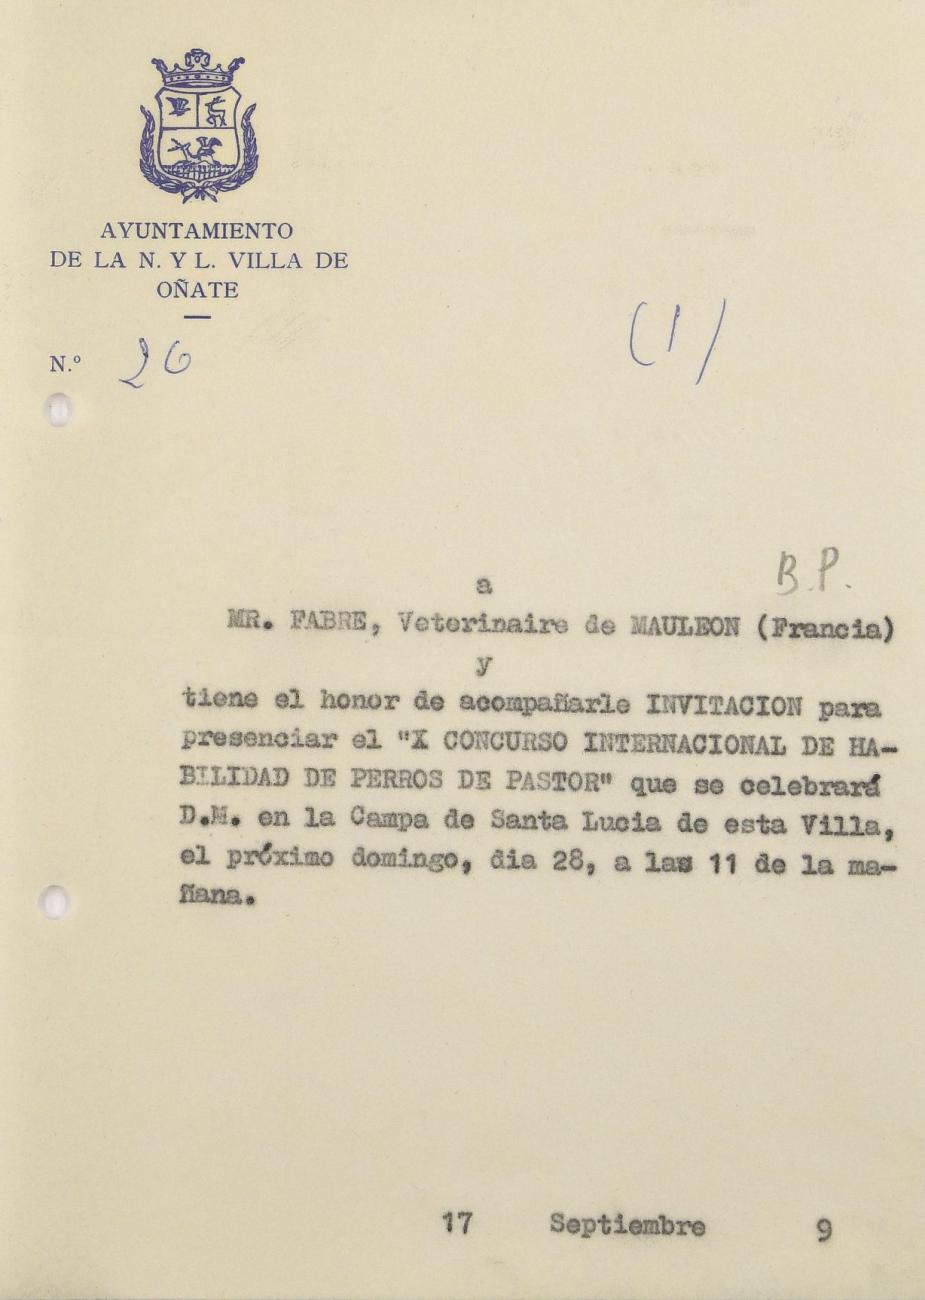 AYUNTAMIENTO
DE LA N. Y L. VILLA DE
OÑATE
N.º 26
(1)
B.P.
a
MR. FABRE, Veterinaire de MAULEON (Francia)
y
tiene el honor de acompañarle INVITACION para
presenciar el "X CONCURSO INTERNACIONAL DE HA-
BILIDAD DE PERROS DE PASTOR" que se celebrará
D.M. en la Campa de Santa Lucia de esta Villa,
el próximo domingo, dia 28, a las 11 de la ma-
ñana.
17 Septiembre 9